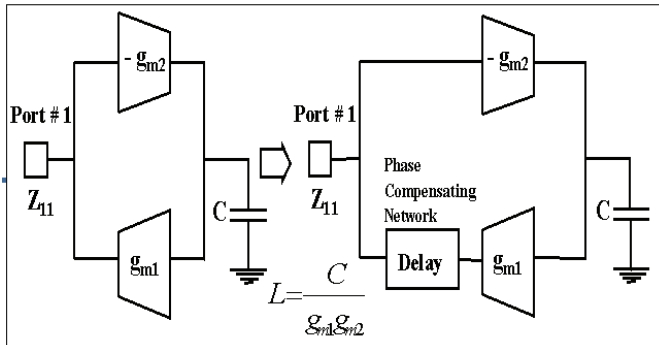 - gm2
Port # 1
Z11
C
gm1
- gm2
Port # 1
Z11
Phase
Compensating
Network
Delay
gm1
C
L= C / gm1gm2